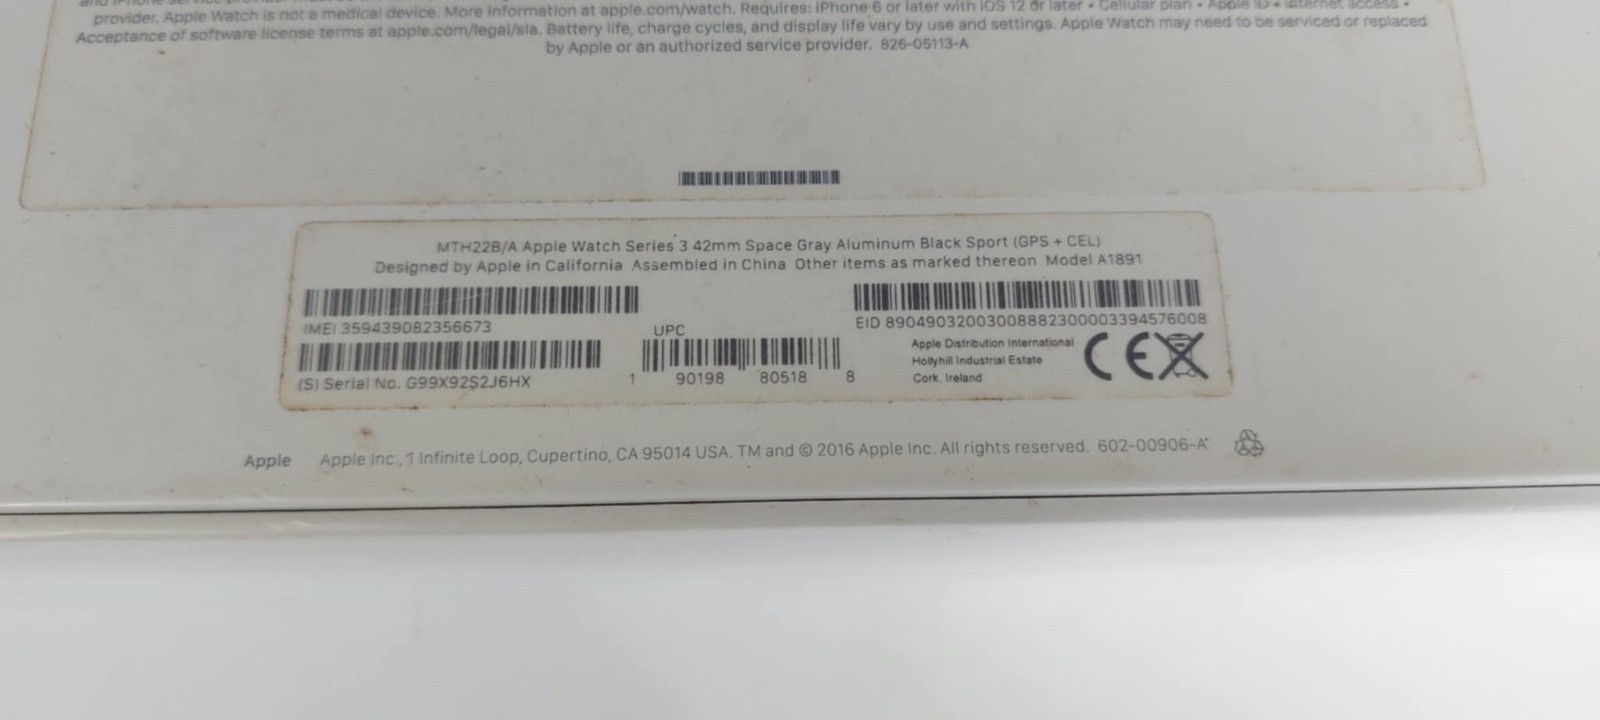 and iPhone service provider must be
provider. Apple Watch is not a medical device. More information at apple.com/watch. Requires: iPhone 6 or later with iOS 12 or later • Cellular plan • Apple ID • Internet access •
Acceptance of software license terms at apple.com/legal/sla. Battery life, charge cycles, and display life vary by use and settings. Apple Watch may need to be serviced or replaced
by Apple or an authorized service provider. 826-05113-A
MTH22B/A Apple Watch Series 3 42mm Space Gray Aluminum Black Sport (GPS + CEL)
Designed by Apple in California Assembled in China Other items as marked thereon Model A1891
IMEI 359439082356673
EID 89049032003008882300003394576008
(S) Serial No. G99X92S2J6HX
UPC
1 90198 80518 8
Apple Distribution International
Hollyhill Industrial Estate
Cork, Ireland
CE
Apple Apple Inc., 1 Infinite Loop, Cupertino, CA 95014 USA. TM and © 2016 Apple Inc. All rights reserved. 602-00906-A